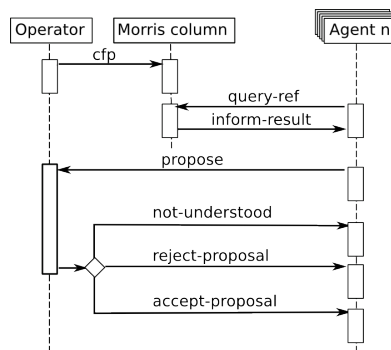 Operator
Morris column
Agent n
cfp
query-ref
inform-result
propose
not-understood
reject-proposal
accept-proposal